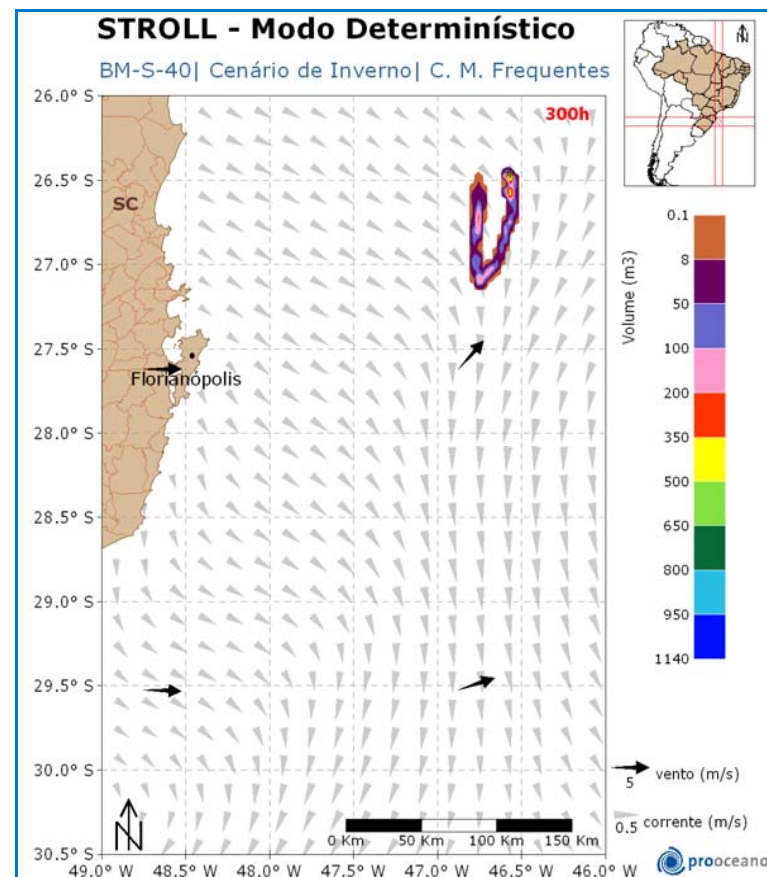 STROLL - Modo Determinístico
BM-S-40| Cenário de Inverno| C. M. Frequentes
N
26.0° S
300h
26.5° S
SC
27.0° S
27.5° S
Florianópolis
28.0° S
28.5° S
29.0° S
29.5° S
30.0° S
30.5° S
N
0 Km 50 Km 100 Km 150 Km
49.0° W 48.5° W 48.0° W 47.5° W 47.0° W 46.5° W 46.0° W
Volume (m3)
0.1
8
50
100
200
350
500
650
800
950
1140
5 vento (m/s)
0.5 corrente (m/s)
prooceano